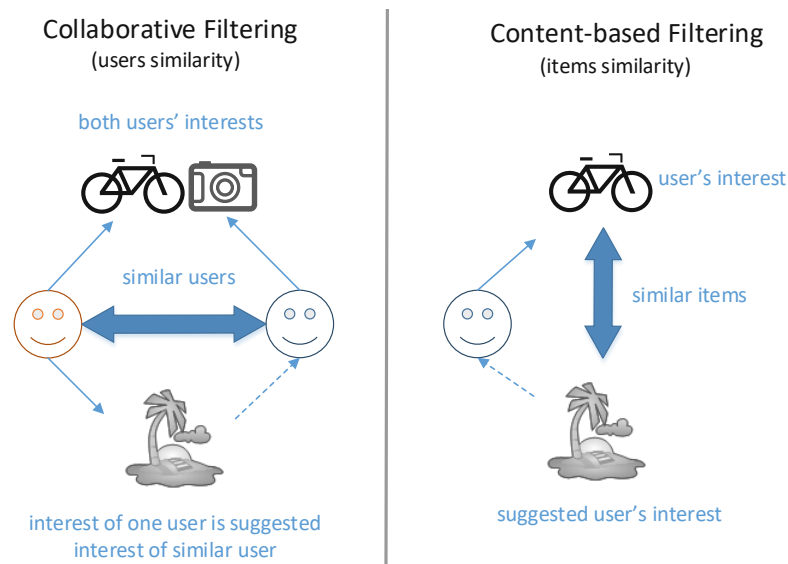 Collaborative Filtering
(users similarity)
both users' interests
similar users
interest of one user is suggested
interest of similar user
Content-based Filtering
(items similarity)
user's interest
similar items
suggested user's interest